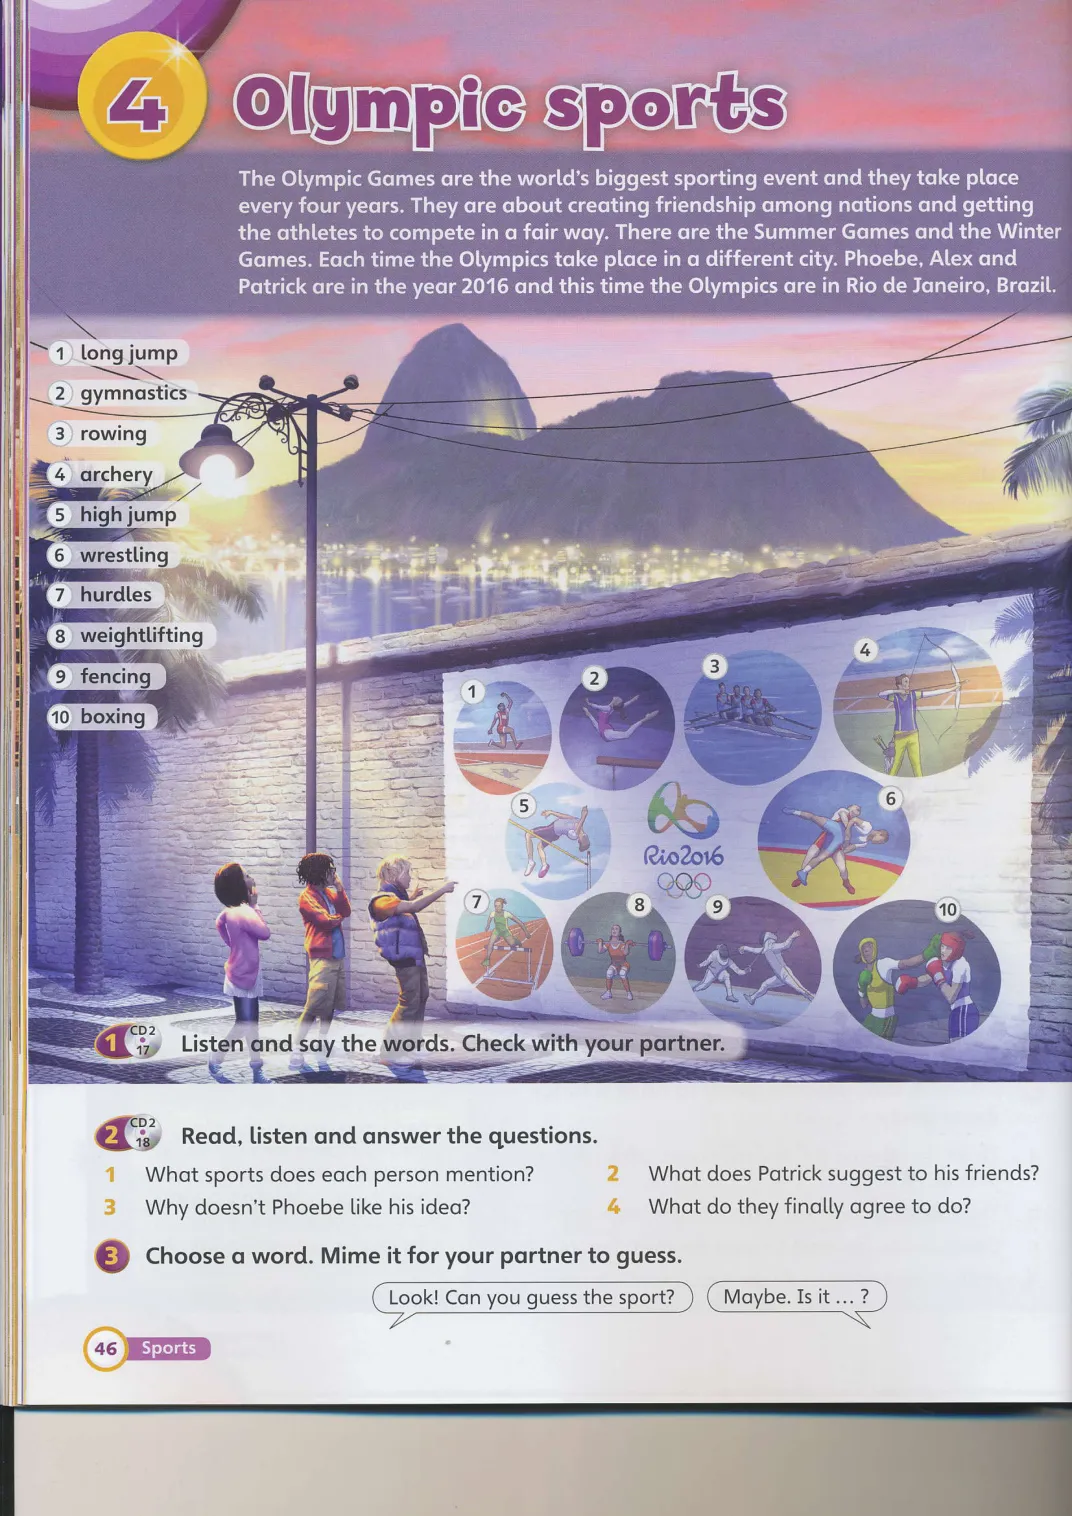 4
Olympic sports
The Olympic Games are the world's biggest sporting event and they take place
every four years. They are about creating friendship among nations and getting
the athletes to compete in a fair way. There are the Summer Games and the Winter
Games. Each time the Olympics take place in a different city. Phoebe, Alex and
Patrick are in the year 2016 and this time the Olympics are in Rio de Janeiro, Brazil.
1 long jump
2 gymnastics
3 rowing
4 archery
5 high jump
6 wrestling
7 hurdles
8 weightlifting
9 fencing
10 boxing
1
2
3
4
5
6
Rio2016
7
8
9
10
1 CD2 17 Listen and say the words. Check with your partner.
2 CD2 18 Read, listen and answer the questions.
1 What sports does each person mention?
2 What does Patrick suggest to his friends?
3 Why doesn't Phoebe like his idea?
4 What do they finally agree to do?
3 Choose a word. Mime it for your partner to guess.
Look! Can you guess the sport?
Maybe. Is it ... ?
46 Sports